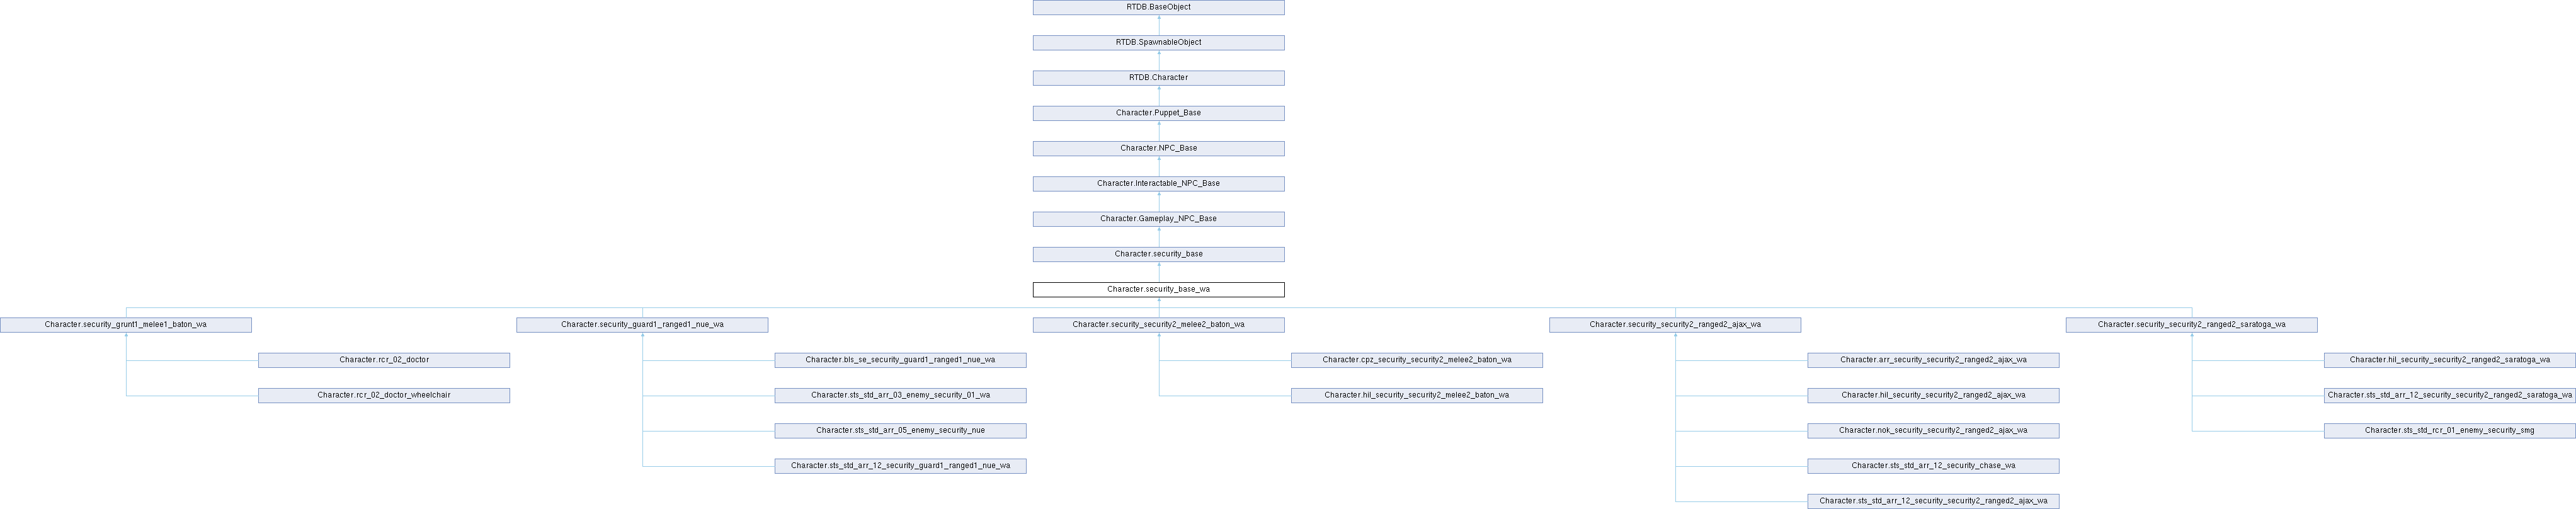 RTDB.BaseObject
RTDB.SpawnableObject
RTDB.Character
Character.Puppet_Base
Character.NPC_Base
Character.Interactable_NPC_Base
Character.Gameplay_NPC_Base
Character.security_base
Character.security_base_wa
Character.security_grunt1_melee1_baton_wa
Character.security_guard1_ranged1_nue_wa
Character.security_security2_melee2_baton_wa
Character.security_security2_ranged2_ajax_wa
Character.security_security2_ranged2_saratoga_wa
Character.rcr_02_doctor
Character.bls_se_security_guard1_ranged1_nue_wa
Character.cpz_security_security2_melee2_baton_wa
Character.arr_security_security2_ranged2_ajax_wa
Character.hil_security_security2_ranged2_saratoga_wa
Character.rcr_02_doctor_wheelchair
Character.sts_std_arr_03_enemy_security_01_wa
Character.hil_security_security2_melee2_baton_wa
Character.hil_security_security2_ranged2_ajax_wa
Character.sts_std_arr_12_security_security2_ranged2_saratoga_wa
Character.sts_std_arr_05_enemy_security_nue
Character.nok_security_security2_ranged2_ajax_wa
Character.sts_std_rcr_01_enemy_security_smg
Character.sts_std_arr_12_security_guard1_ranged1_nue_wa
Character.sts_std_arr_12_security_chase_wa
Character.sts_std_arr_12_security_security2_ranged2_ajax_wa